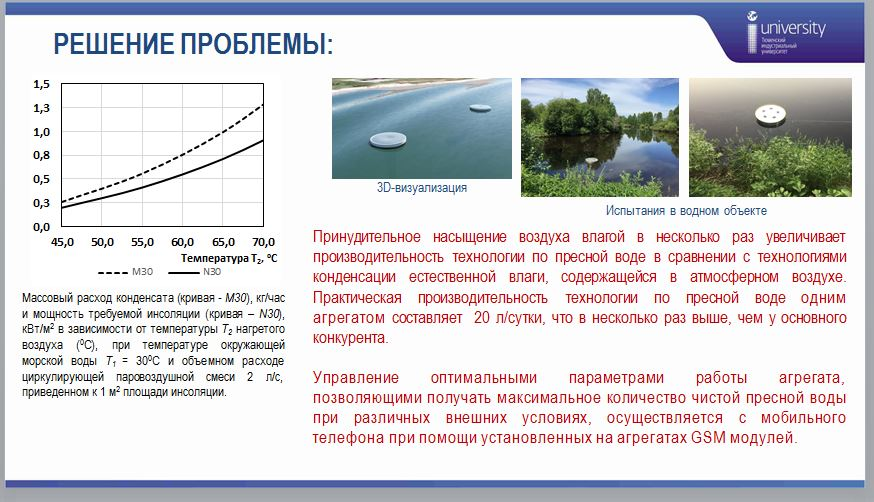 РЕШЕНИЕ ПРОБЛЕМЫ:
i university
Тюменский
индустриальный
университет
1,5
1,3
1,0
0,8
0,5
0,3
0,0
45,0 50,0 55,0 60,0 65,0 70,0
Температура T₂, ⁰C
M30 N30
Массовый расход конденсата (кривая - M30), кг/час
и мощность требуемой инсоляции (кривая – N30),
кВт/м² в зависимости от температуры T₂ нагретого
воздуха (⁰С), при температуре окружающей
морской воды T₁ = 30⁰С и объемном расходе
циркулирующей паровоздушной смеси 2 л/с,
приведенном к 1 м² площади инсоляции.
3D-визуализация
Испытания в водном объекте
Принудительное насыщение воздуха влагой в несколько раз увеличивает
производительность технологии по пресной воде в сравнении с технологиями
конденсации естественной влаги, содержащейся в атмосферном воздухе.
Практическая производительность технологии по пресной воде одним
агрегатом составляет 20 л/сутки, что в несколько раз выше, чем у основного
конкурента.
Управление оптимальными параметрами работы агрегата,
позволяющими получать максимальное количество чистой пресной воды
при различных внешних условиях, осуществляется с мобильного
телефона при помощи установленных на агрегатах GSM модулей.